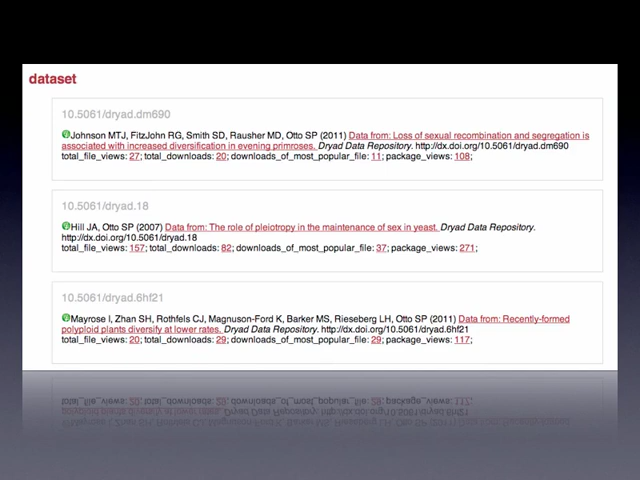 dataset
10.5061/dryad.dm690
Johnson MTJ, FitzJohn RG, Smith SD, Rausher MD, Otto SP (2011) Data from: Loss of sexual recombination and segregation is
associated with increased diversification in evening primroses. Dryad Data Repository. http://dx.doi.org/10.5061/dryad.dm690
total_file_views: 27; total_downloads: 20; downloads_of_most_popular_file: 11; package_views: 108;
10.5061/dryad.18
Hill JA, Otto SP (2007) Data from: The role of pleiotropy in the maintenance of sex in yeast. Dryad Data Repository.
http://dx.doi.org/10.5061/dryad.18
total_file_views: 157; total_downloads: 82; downloads_of_most_popular_file: 37; package_views: 271;
10.5061/dryad.6hf21
Mayrose I, Zhan SH, Rothfels CJ, Magnuson-Ford K, Barker MS, Rieseberg LH, Otto SP (2011) Data from: Recently-formed
polyploid plants diversify at lower rates. Dryad Data Repository. http://dx.doi.org/10.5061/dryad.6hf21
total_file_views: 20; total_downloads: 29; downloads_of_most_popular_file: 29; package_views: 117;